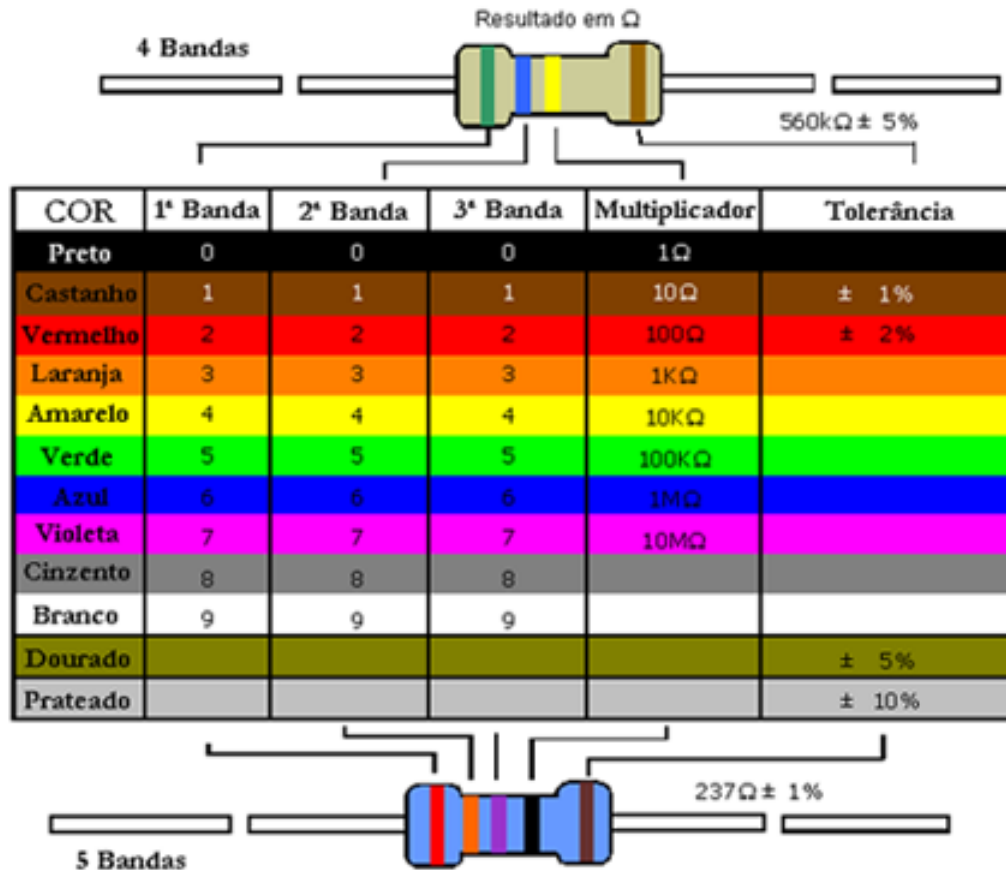 Resultado em Ω
4 Bandas
560kΩ ± 5%
COR 1ª Banda 2ª Banda 3ª Banda Multiplicador Tolerância
Preto 0 0 0 1Ω
Castanho 1 1 1 10Ω ± 1%
Vermelho 2 2 2 100Ω ± 2%
Laranja 3 3 3 1KΩ
Amarelo 4 4 4 10KΩ
Verde 5 5 5 100KΩ
Azul 6 6 6 1MΩ
Violeta 7 7 7 10MΩ
Cinzento 8 8 8
Branco 9 9 9
Dourado ± 5%
Prateado ± 10%
237Ω ± 1%
5 Bandas